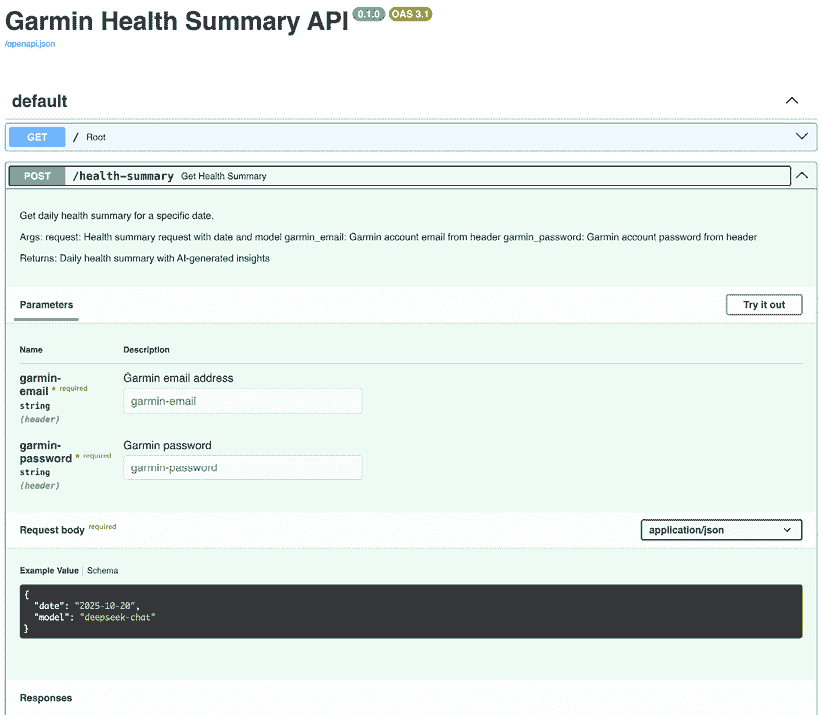 Garmin Health Summary API 0.1.0 OAS 3.1
/openapi.json
default
GET / Root
POST /health-summary Get Health Summary
Get daily health summary for a specific date.
Args: request: Health summary request with date and model garmin_email: Garmin account email from header garmin_password: Garmin account password from header
Returns: Daily health summary with AI-generated insights
Parameters
Try it out
Name Description
garmin-
email * required
string
(header)
Garmin email address
garmin-email
garmin-
password * required
string
(header)
Garmin password
garmin-password
Request body required
application/json
Example Value | Schema
{
"date": "2025-10-20",
"model": "deepseek-chat"
}
Responses